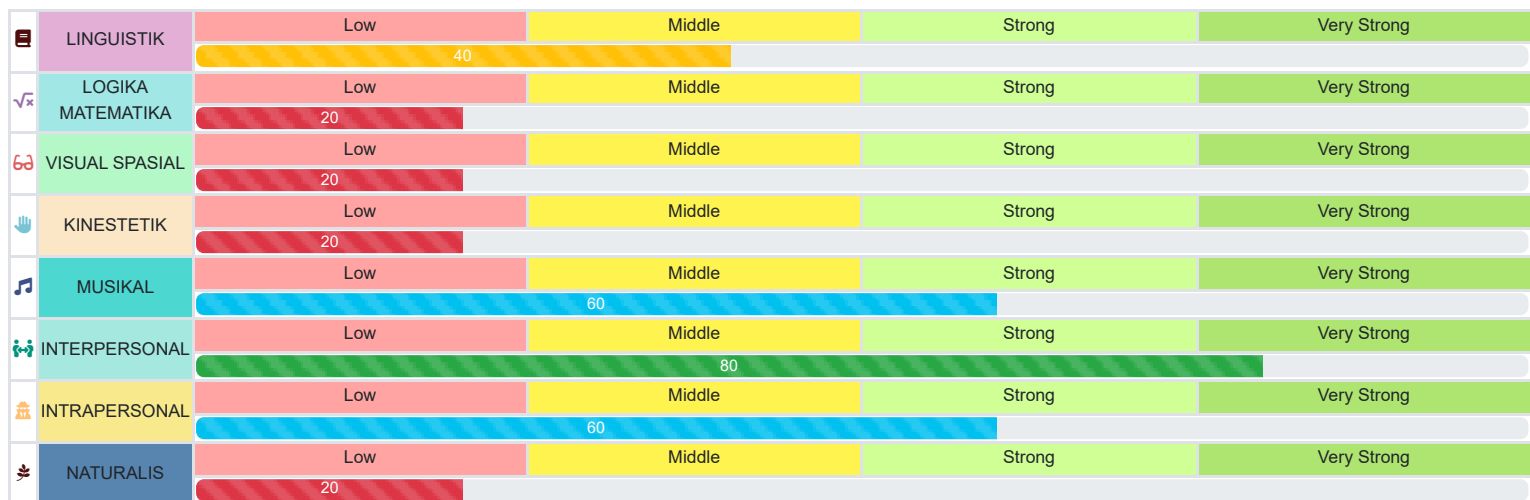 LINGUISTIK
Low Middle Strong Very Strong
40
LOGIKA
MATEMATIKA
Low Middle Strong Very Strong
20
VISUAL SPASIAL
Low Middle Strong Very Strong
20
KINESTETIK
Low Middle Strong Very Strong
20
MUSIKAL
Low Middle Strong Very Strong
60
INTERPERSONAL
Low Middle Strong Very Strong
80
INTRAPERSONAL
Low Middle Strong Very Strong
60
NATURALIS
Low Middle Strong Very Strong
20